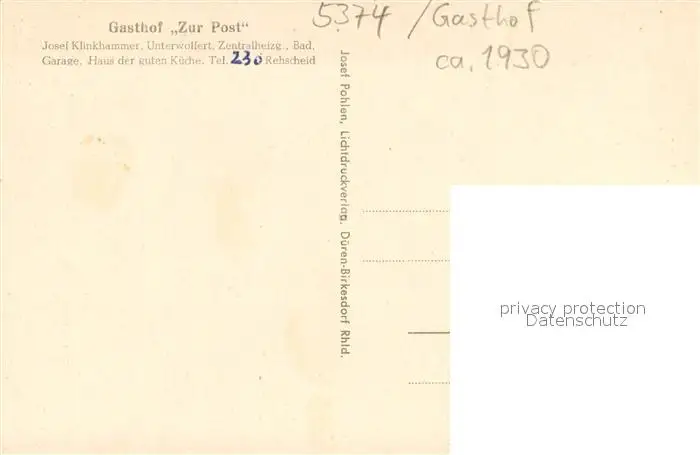 Gasthof „Zur Post“
Josef Klinkhammer, Unterwolfert, Zentralheizg., Bad,
Garage, Haus der guten Küche. Tel. 230 Rehscheid
5374 / Gasthof
ca. 1930
Josef Pohlen, Lichtdruckverlag, Düren-Birkesdorf Rhld.
privacy protection
Datenschutz